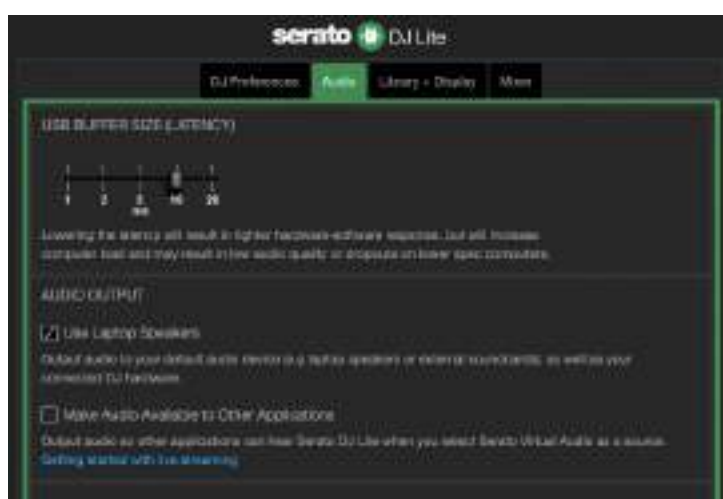 serato DJ Lite
DJ Preferences Audio Library + Display Mixer
USB BUFFER SIZE (LATENCY)
1 2 5 10 20
ms
Lowering the latency will result in tighter hardware-software response, but will increase
computer load and may result in low audio quality or dropouts on lower spec computers.
AUDIO OUTPUT
Use Laptop Speakers
Output audio to your default audio device (e.g laptop speakers or external soundcards), as well as your
connected DJ hardware.
Make Audio Available to Other Applications
Output audio so other applications can hear Serato DJ Lite when you select Serato Virtual Audio as a source.
Getting started with live streaming